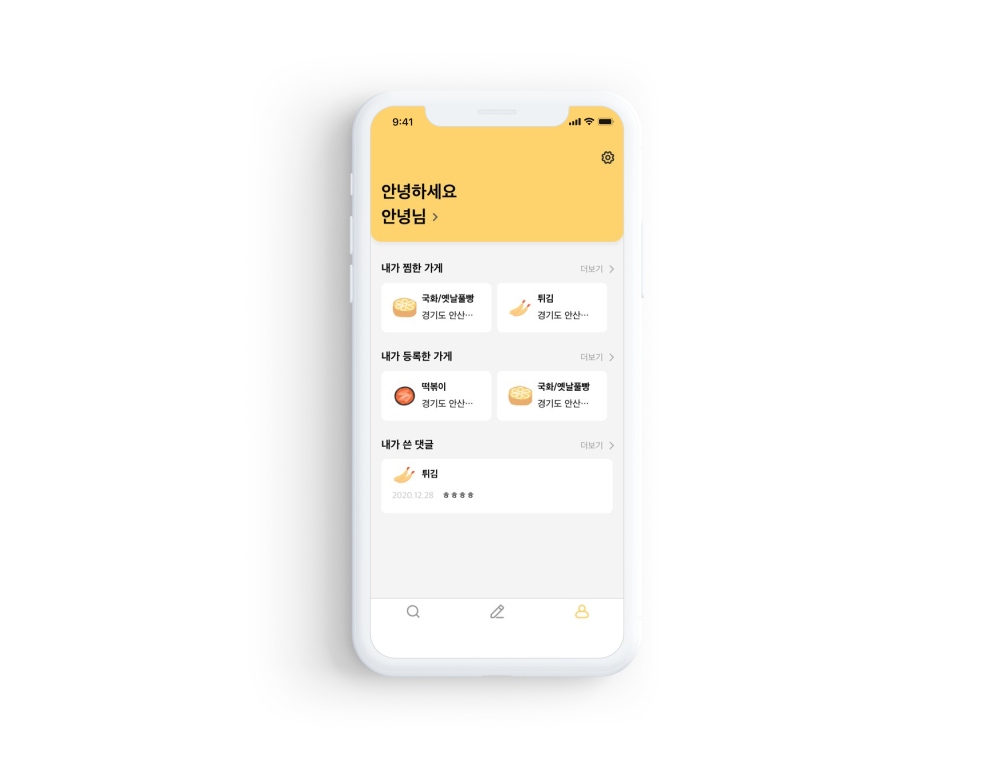 9:41
안녕하세요
안녕님
내가 찜한 가게 더보기
국화/옛날풀빵 튀김
경기도 안산… 경기도 안산…
내가 등록한 가게 더보기
떡볶이 국화/옛날풀빵
경기도 안산… 경기도 안산…
내가 쓴 댓글 더보기
튀김
2020.12.28 ㅎㅎㅎㅎ